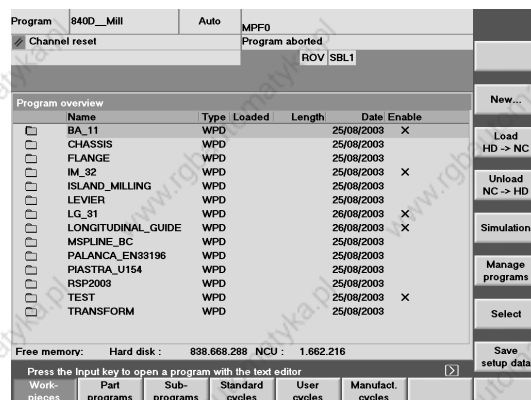 Program 840D__Mill Auto MPF0
Channel reset Program aborted
ROV SBL1
Program overview
Name Type Loaded Length Date Enable
BA_11 WPD 25/08/2003 X
CHASSIS WPD 25/08/2003
FLANGE WPD 25/08/2003
IM_32 WPD 25/08/2003 X
ISLAND_MILLING WPD 25/08/2003
LEVIER WPD 25/08/2003
LG_31 WPD 26/08/2003 X
LONGITUDINAL_GUIDE WPD 26/08/2003 X
MSPLINE_BC WPD 25/08/2003
PALANCA_EN33196 WPD 25/08/2003
PIASTRA_U154 WPD 25/08/2003
RSP2003 WPD 25/08/2003
TEST WPD 25/08/2003 X
TRANSFORM WPD 25/08/2003
Free memory: Hard disk : 838.668.288 NCU : 1.662.216
Press the Input key to open a program with the text editor
Work-
pieces
Part
programs
Sub-
programs
Standard
cycles
User
cycles
Manufact.
cycles
New...
Load
HD -> NC
Unload
NC -> HD
Simulation
Manage
programs
Select
Save
setup data
www.rgbautomatyka.pl